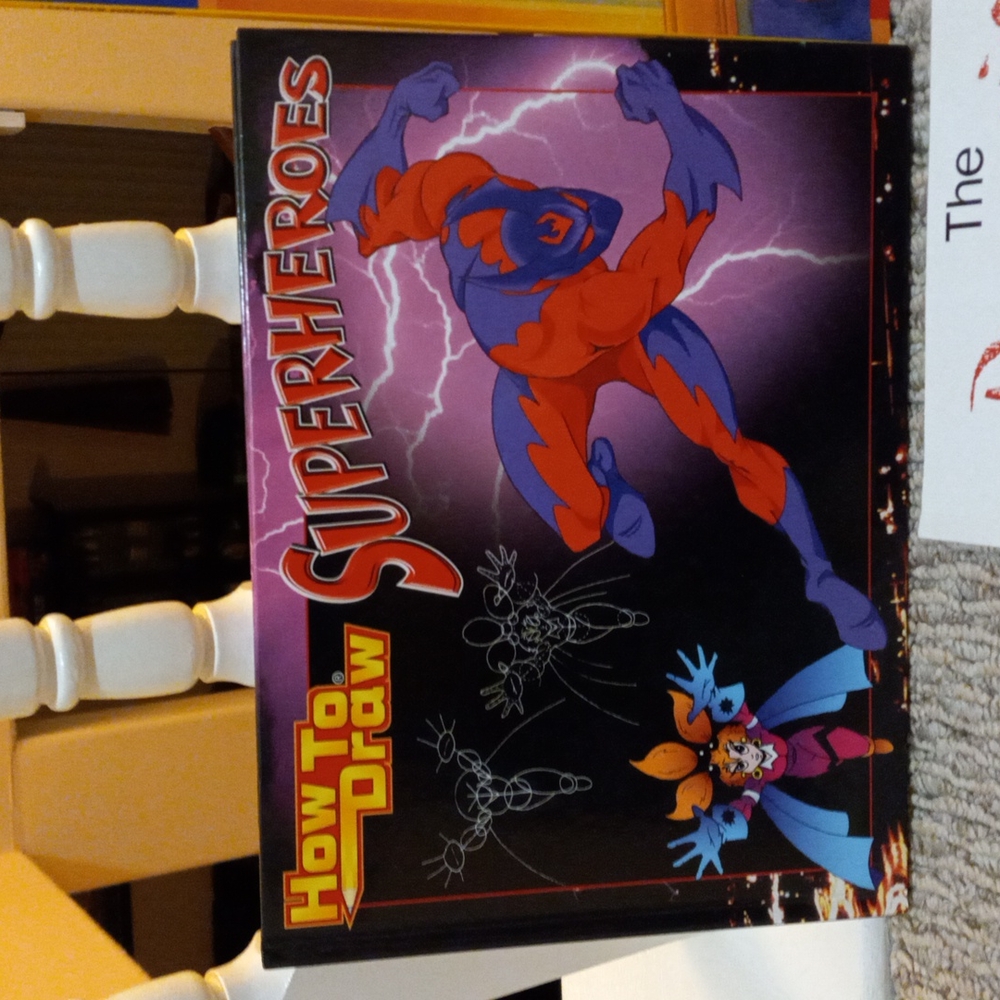 How To
Draw®
SUPERHEROES
The